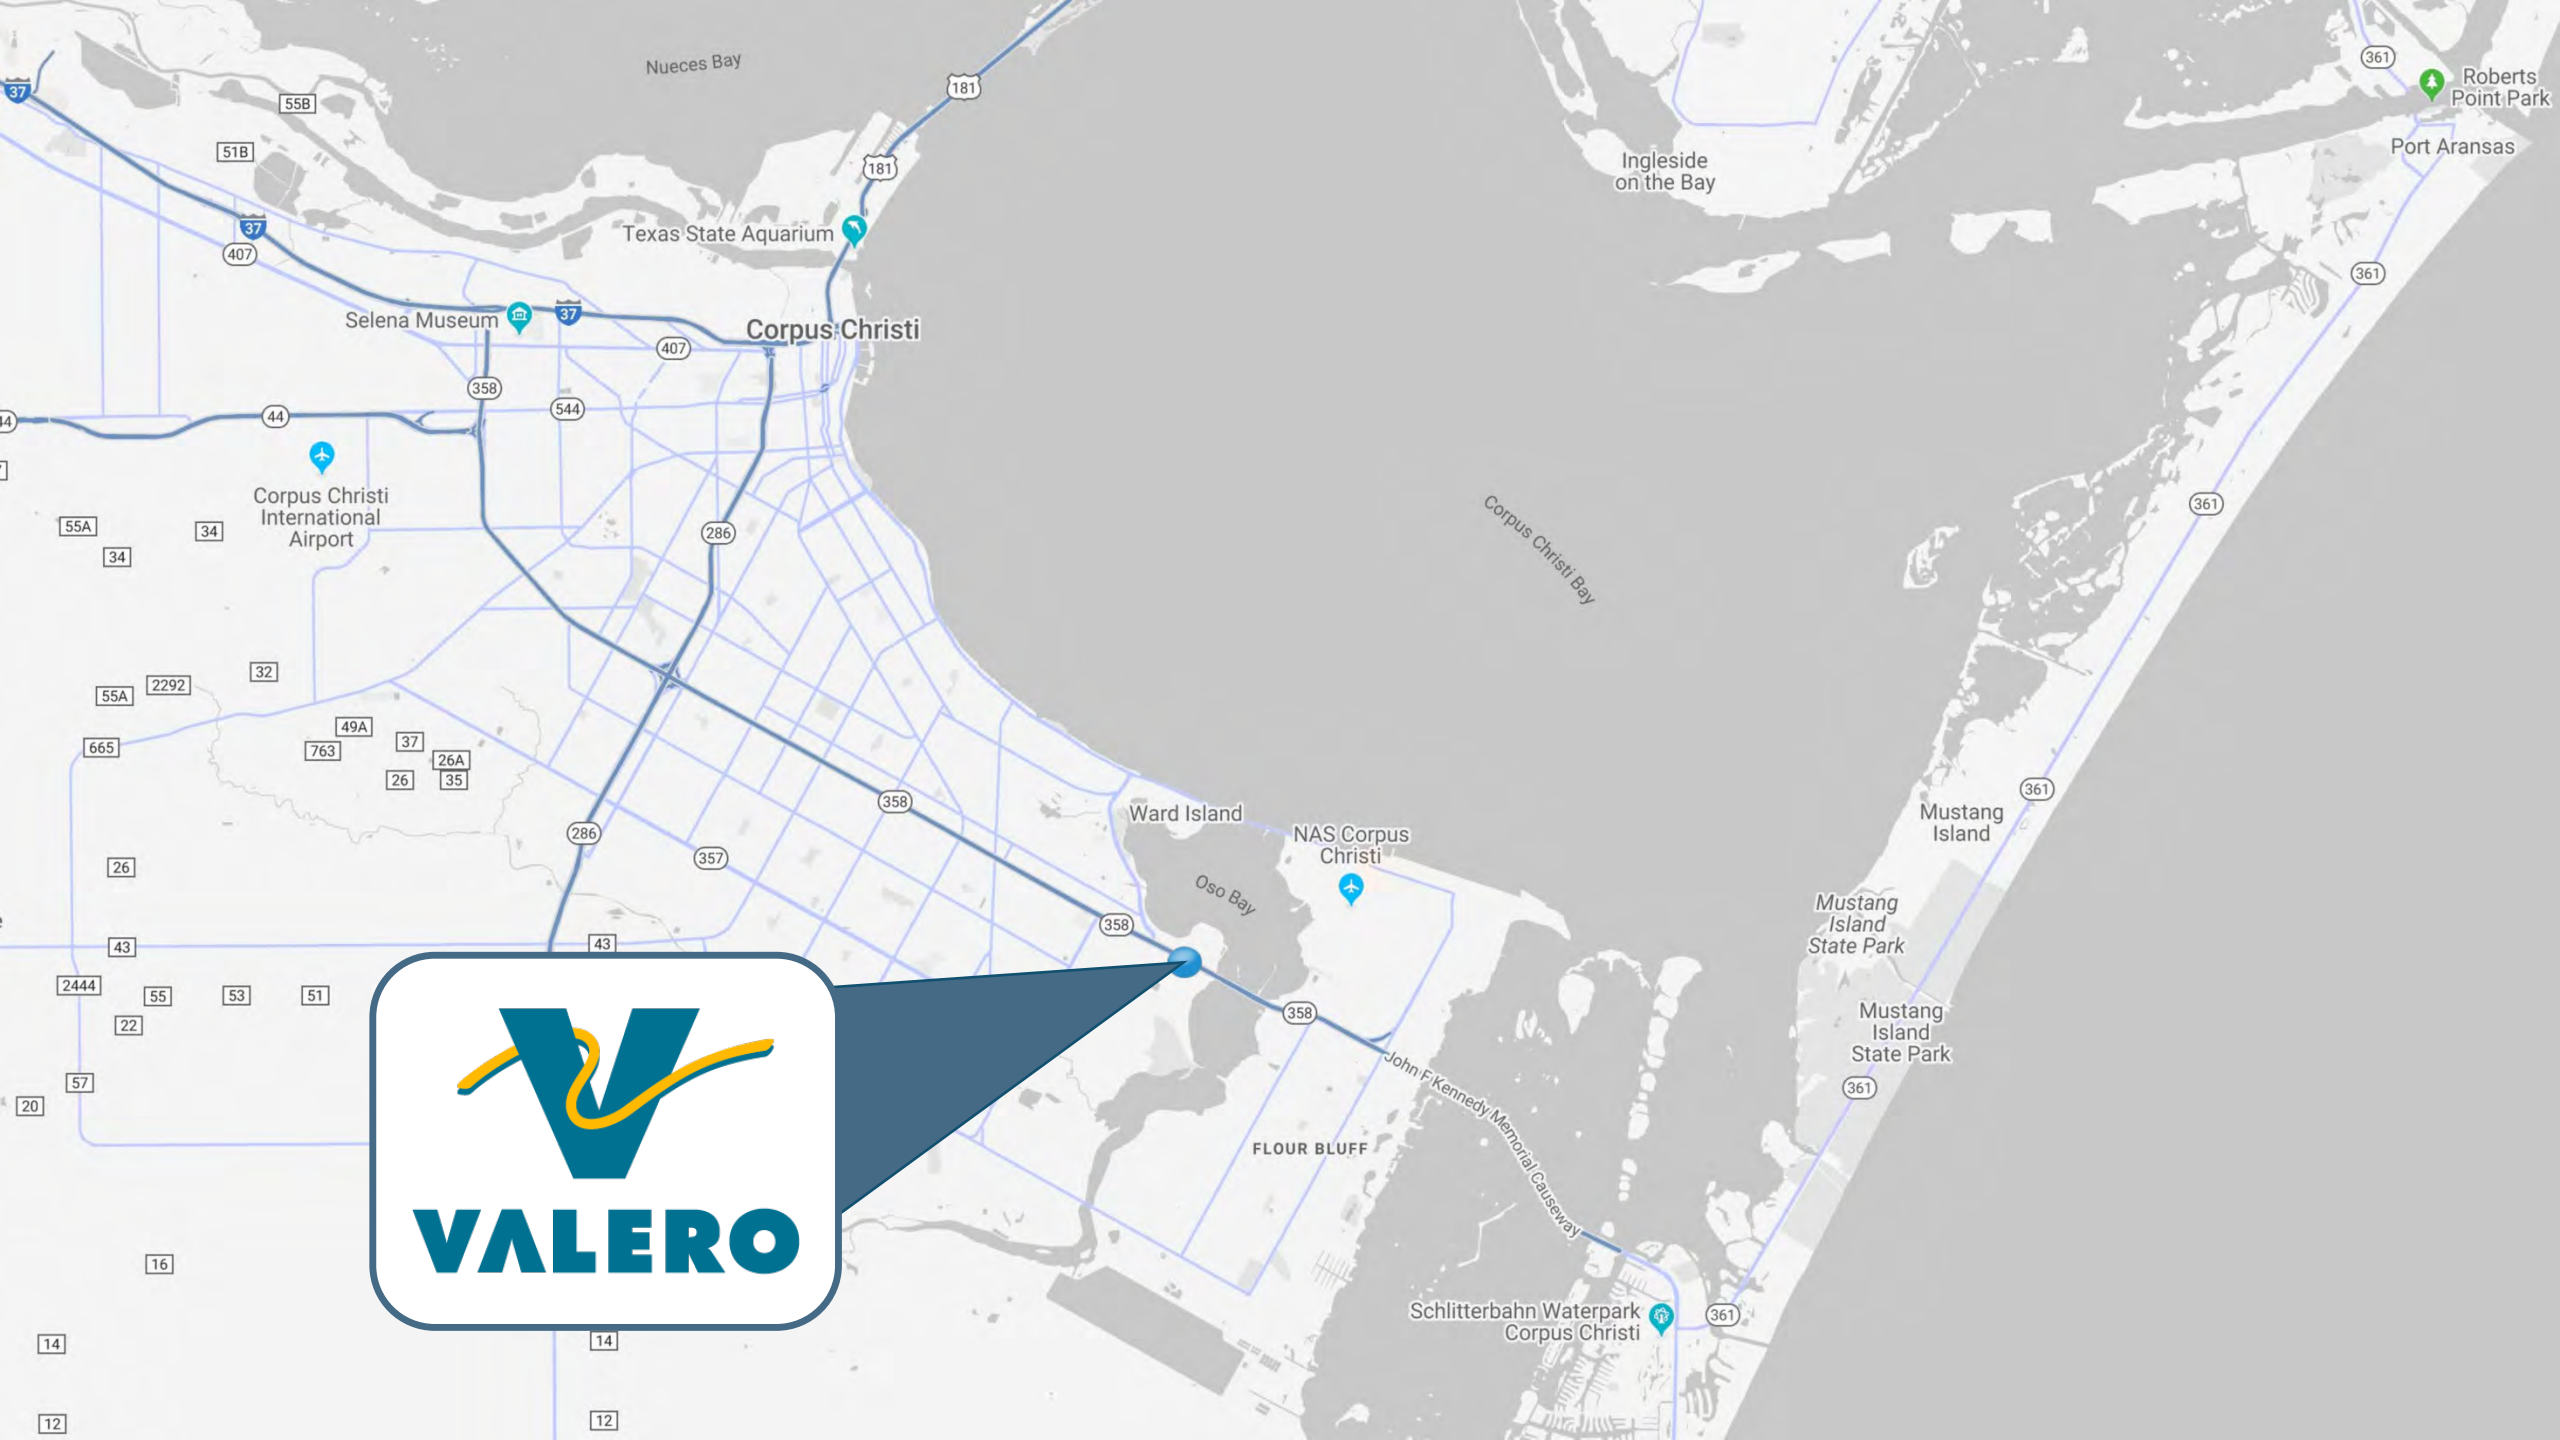 Nueces Bay
181
361
Roberts
Point Park
37
55B
Port Aransas
51B
181
Ingleside
on the Bay
37
Texas State Aquarium
407
361
Selena Museum
37
Corpus Christi
407
358
44
44
544
Corpus Christi
International
Airport
55A
34
34
286
Corpus Christi Bay
361
32
2292
55A
49A
37
665
763
26A
26
35
358
361
Ward Island
Mustang
Island
286
NAS Corpus
Christi
357
26
Oso Bay
Mustang
Island
State Park
358
43
43
2444
55
53
51
22
358
Mustang
Island
State Park
57
361
20
John F Kennedy Memorial Causeway
FLOUR BLUFF
VALERO
16
Schlitterbahn Waterpark
Corpus Christi
361
14
14
12
12